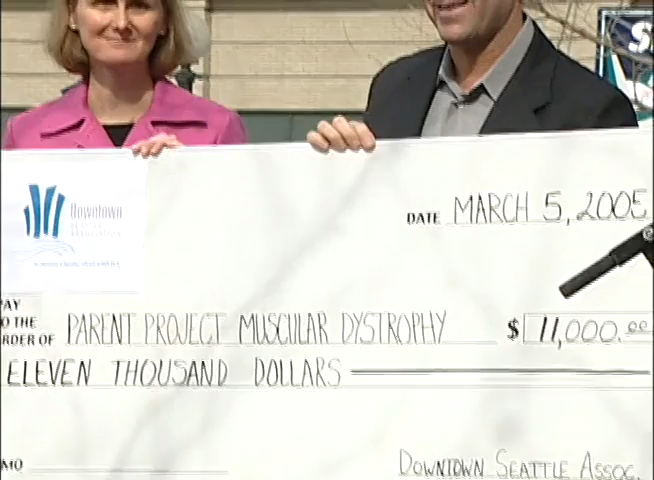 S
Downtown
DATE MARCH 5, 2005
PAY
TO THE
ORDER OF PARENT PROJECT MUSCULAR DYSTROPHY $ 11,000.00
ELEVEN THOUSAND DOLLARS
MO
DOWNTOWN SEATTLE ASSOC.